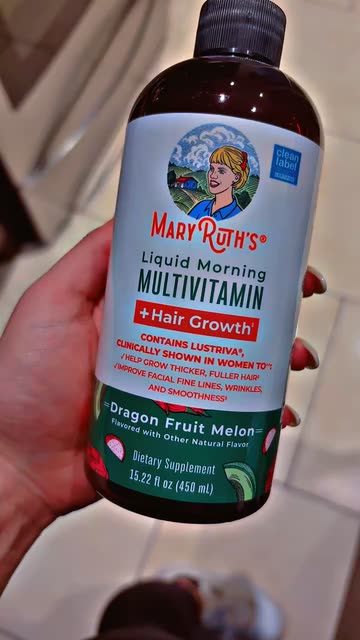 clean
label
MARY RUTH'S®
Liquid Morning
MULTIVITAMIN
+Hair Growth‡
CONTAINS LUSTRIVA®,
CLINICALLY SHOWN IN WOMEN TO
✓HELP GROW THICKER, FULLER HAIR‡
✓IMPROVE FACIAL FINE LINES, WRINKLES,
AND SMOOTHNESS‡
Dragon Fruit Melon
Flavored with Other Natural Flavor
Dietary Supplement
15.22 fl oz (450 mL)